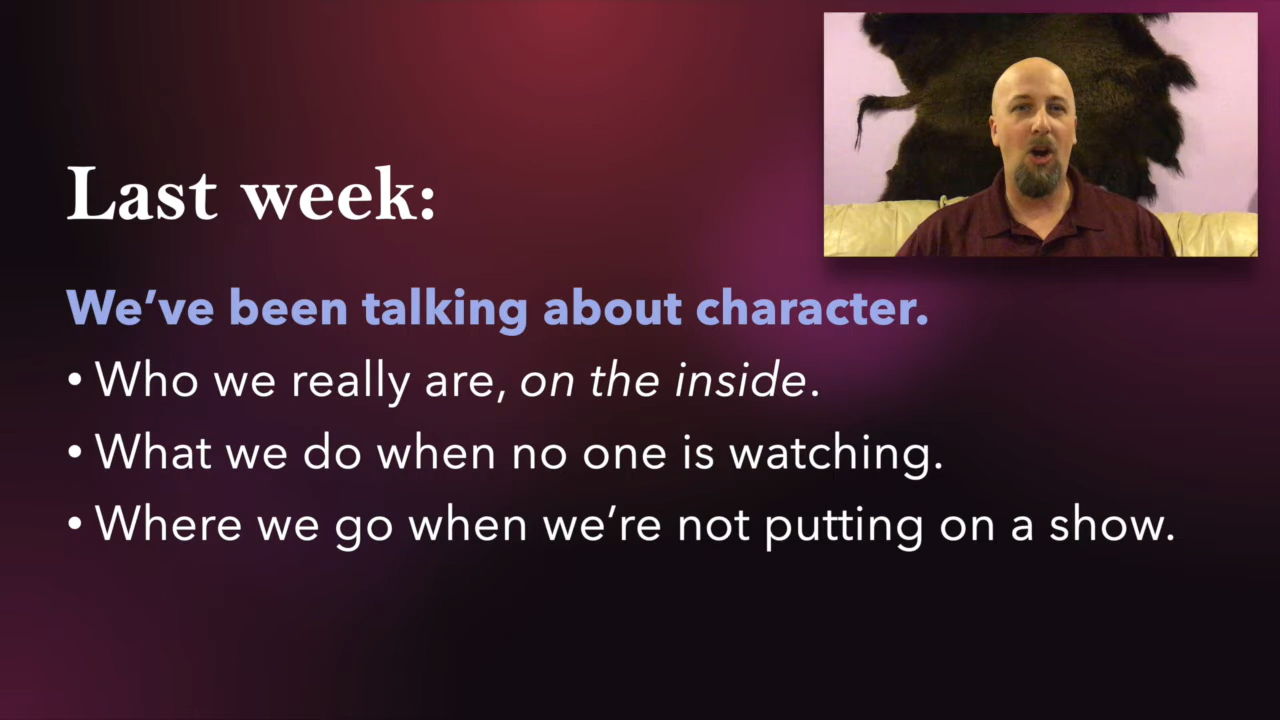 Last week:
We’ve been talking about character.
• Who we really are, on the inside.
• What we do when no one is watching.
• Where we go when we’re not putting on a show.